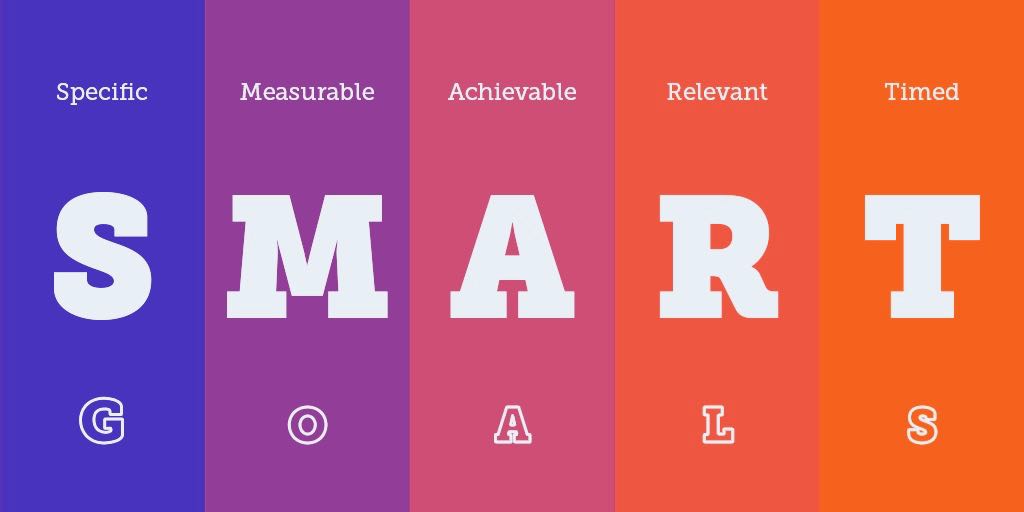 Specific Measurable Achievable Relevant Timed
S M A R T
G O A L S